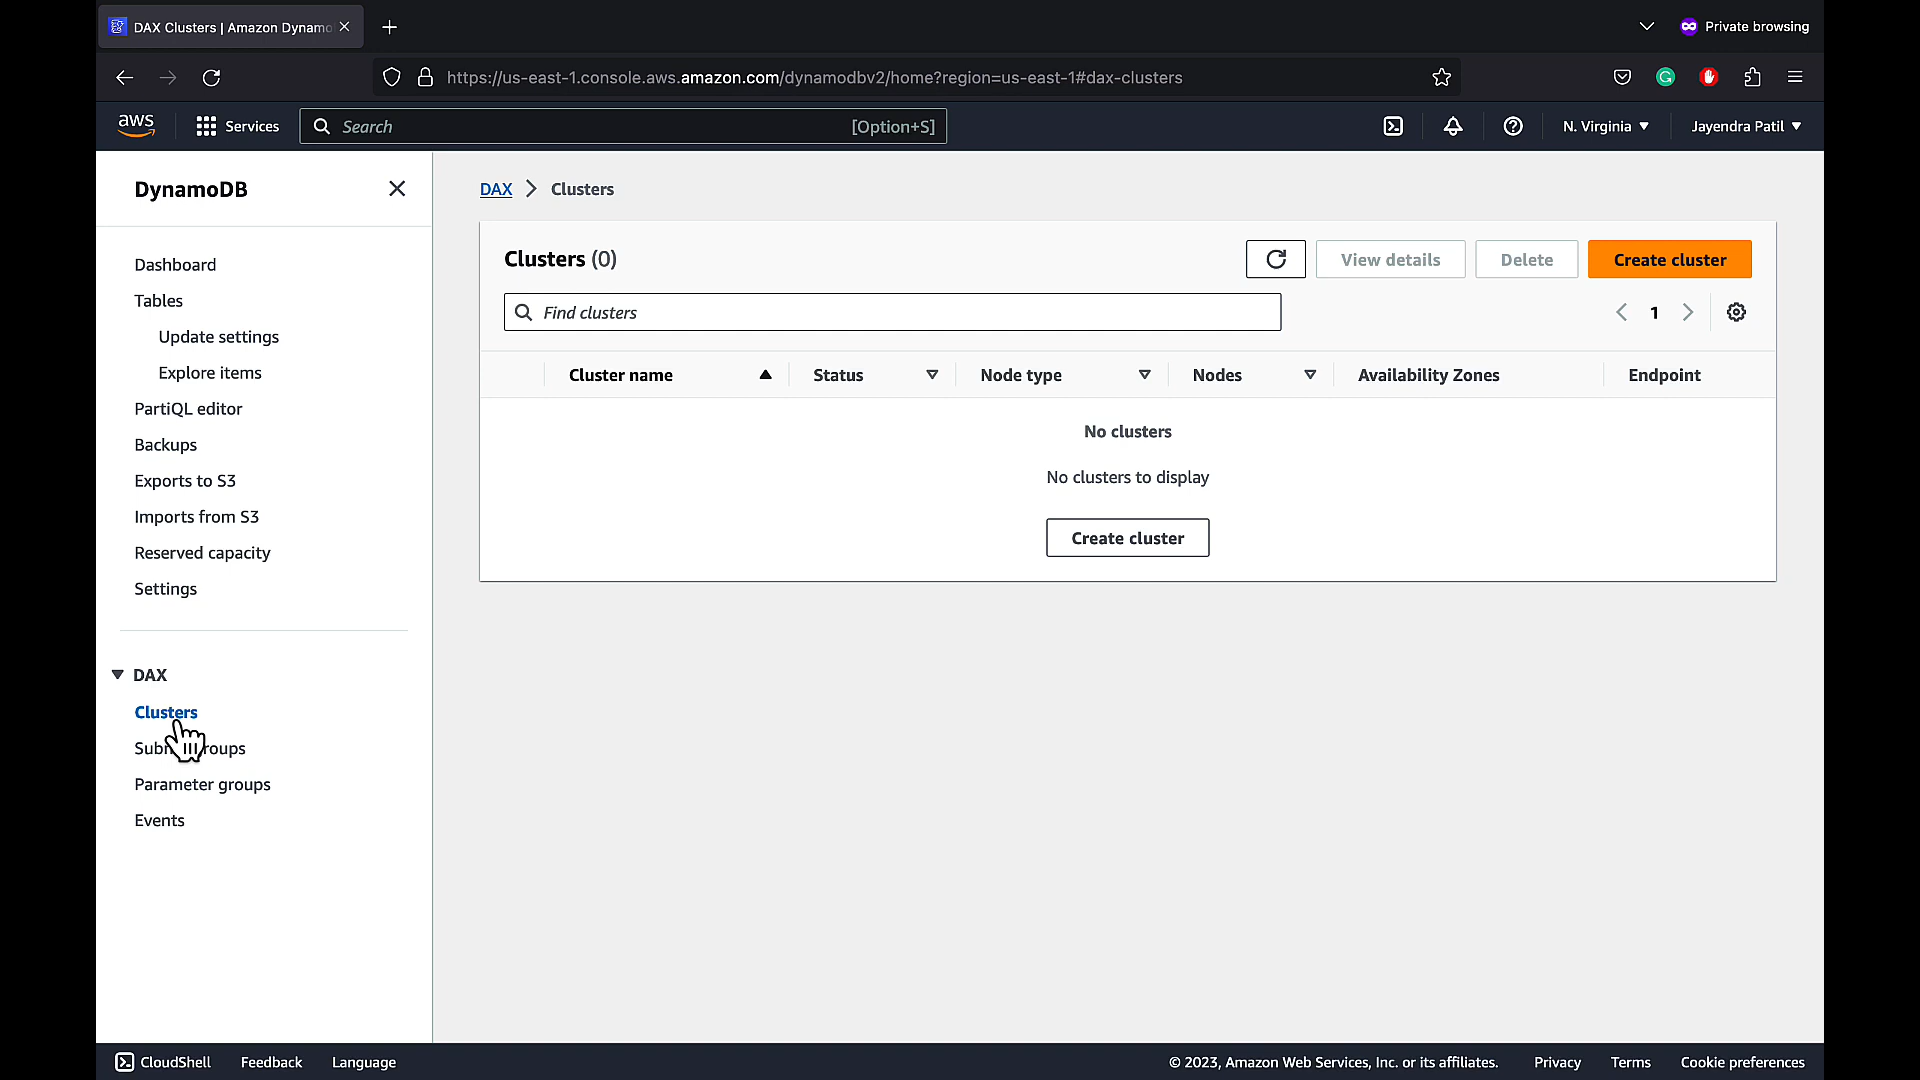 DAX Clusters | Amazon Dynamo
Private browsing
https://us-east-1.console.aws.amazon.com/dynamodbv2/home?region=us-east-1#dax-clusters
aws
Services
Search
[Option+S]
N. Virginia
Jayendra Patil
DynamoDB
Dashboard
Tables
Update settings
Explore items
PartiQL editor
Backups
Exports to S3
Imports from S3
Reserved capacity
Settings
DAX
Clusters
groups
Parameter groups
Events
DAX > Clusters
Clusters (0)
View details
Delete
Create cluster
Find clusters
1
Cluster name
Status
Node type
Nodes
Availability Zones
Endpoint
No clusters
No clusters to display
Create cluster
CloudShell
Feedback
Language
© 2023, Amazon Web Services, Inc. or its affiliates.
Privacy
Terms
Cookie preferences